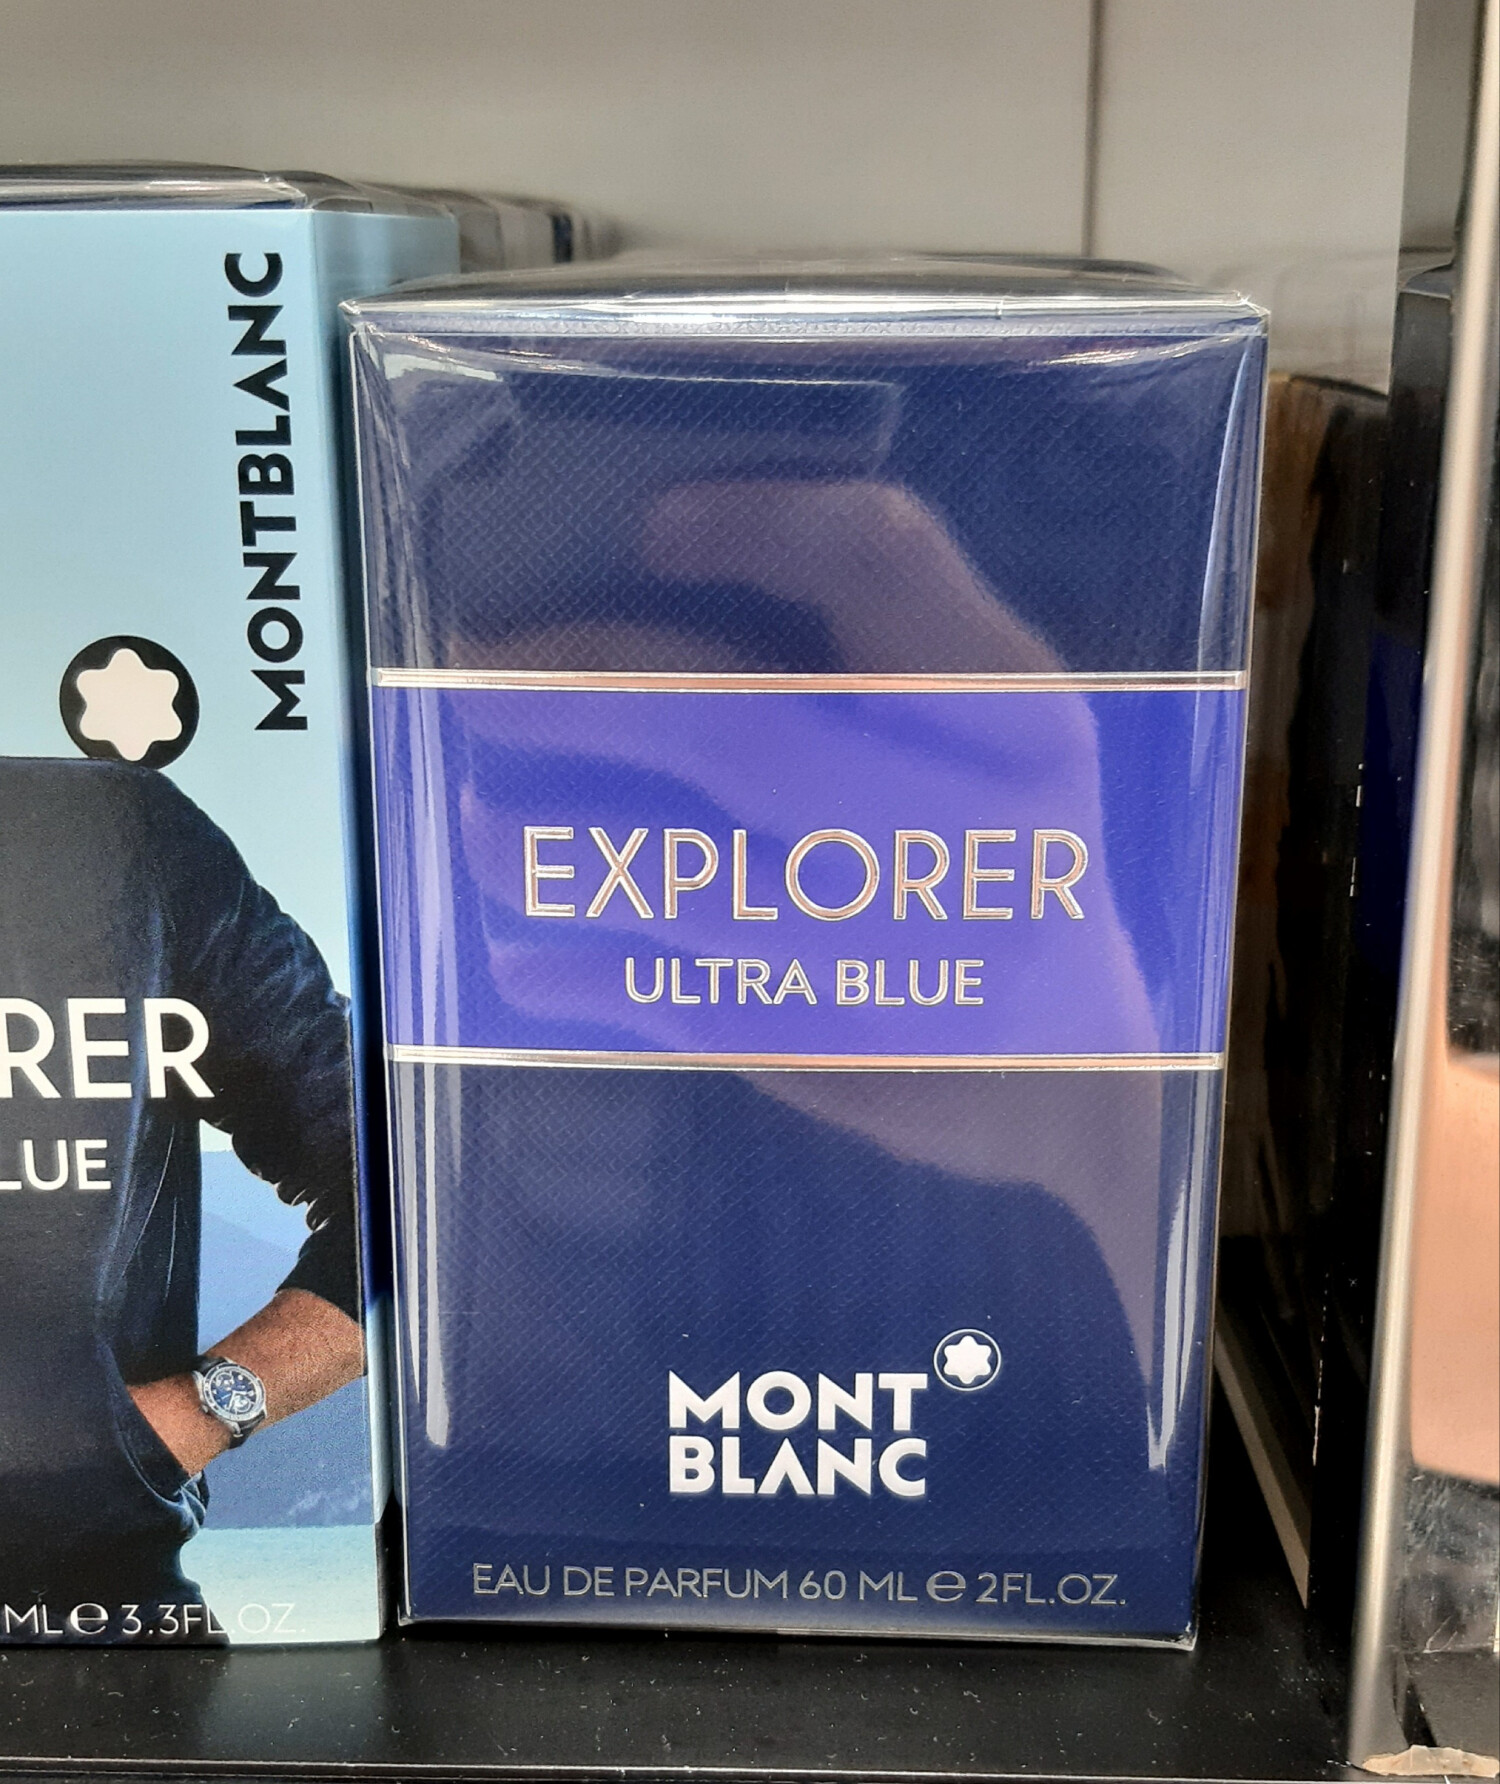 MONTBLANC
RER
LUE
ML e 3.3FL.OZ.
EXPLORER
ULTRA BLUE
MONT
BLANC
EAU DE PARFUM 60 ML e 2FL.OZ.